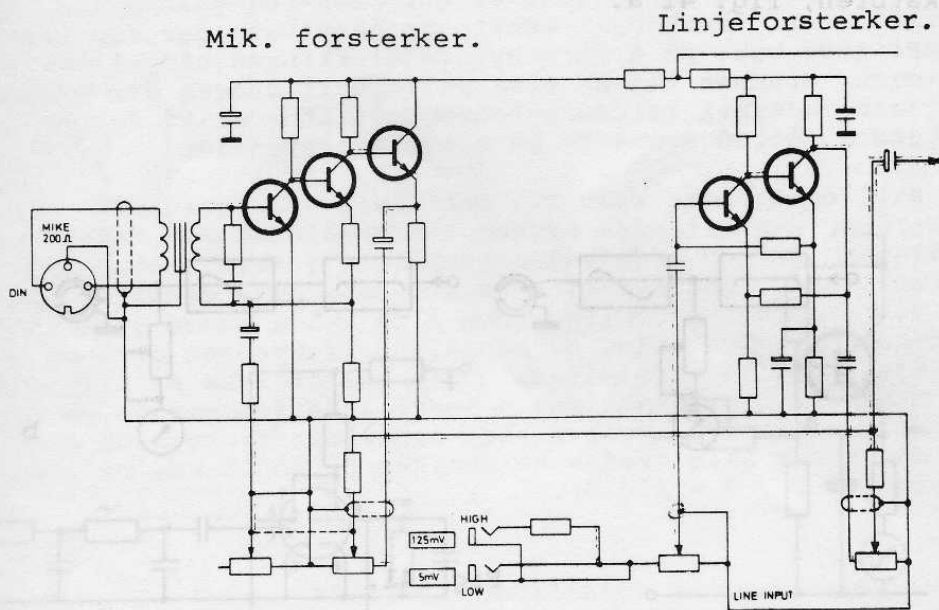 Mik. forsterker.
Linjeforsterker.
MIKE
200 Ω
DIN
HIGH
125mV
5mV
LOW
LINE INPUT